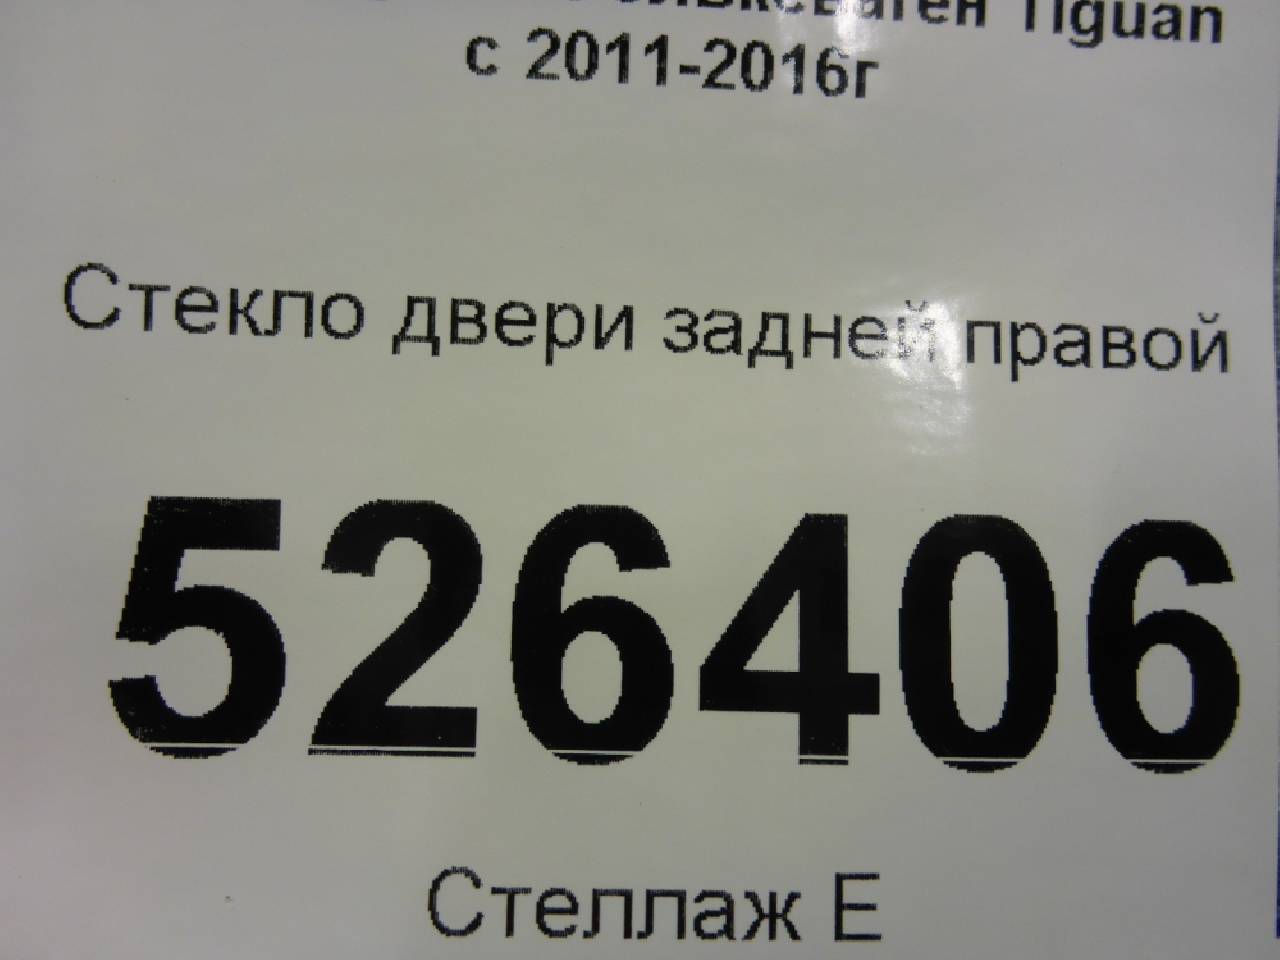 Tiguan
с 2011-2016г
Стекло двери задней правой
526406
Стеллаж Е